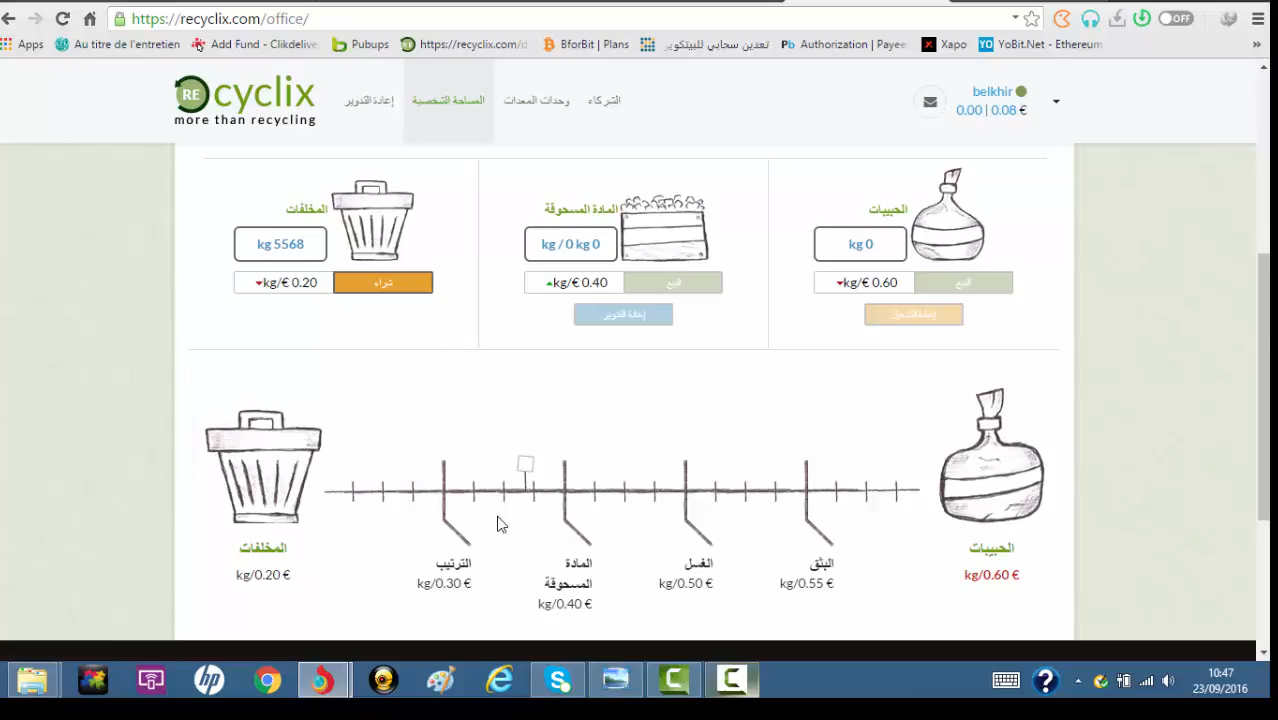 https://recyclix.com/office/
OFF
Apps
Au titre de l'entretien
Add Fund - Clikdelive
Pubups
https://recyclix.com/d
BforBit | Plans
تعدين سحابي للبيتكوير
Authorization | Payee
Xapo
YoBit.Net - Ethereum
»
REcyclix
more than recycling
إعادة التدوير
المساحة الشخصية
وحدات المعدات
الشركاء
belkhir
0.00 | 0.08 €
المخلفات
kg 5568
kg/€ 0.20
شراء
المادة المسحوقة
kg / 0 kg 0
kg/€ 0.40
البيع
إعادة التدوير
الحبيبات
kg 0
kg/€ 0.60
البيع
إعادة التشغيل
المخلفات
kg/0.20 €
الترتيب
kg/0.30 €
المادة
المسحوقة
kg/0.40 €
الغسل
kg/0.50 €
البثق
kg/0.55 €
الحبيبات
kg/0.60 €
10:47
23/09/2016